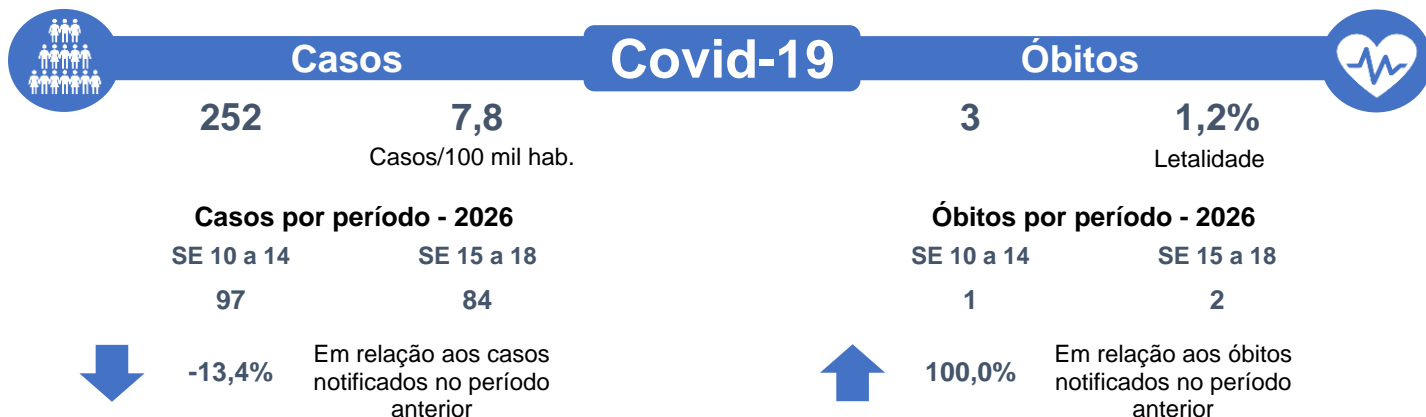 Casos
Covid-19
Óbitos
252
7,8
Casos/100 mil hab.
3
1,2%
Letalidade
Casos por período - 2026
SE 10 a 14
SE 15 a 18
97
84
-13,4%
Em relação aos casos
notificados no período
anterior
Óbitos por período - 2026
SE 10 a 14
SE 15 a 18
1
2
100,0%
Em relação aos óbitos
notificados no período
anterior